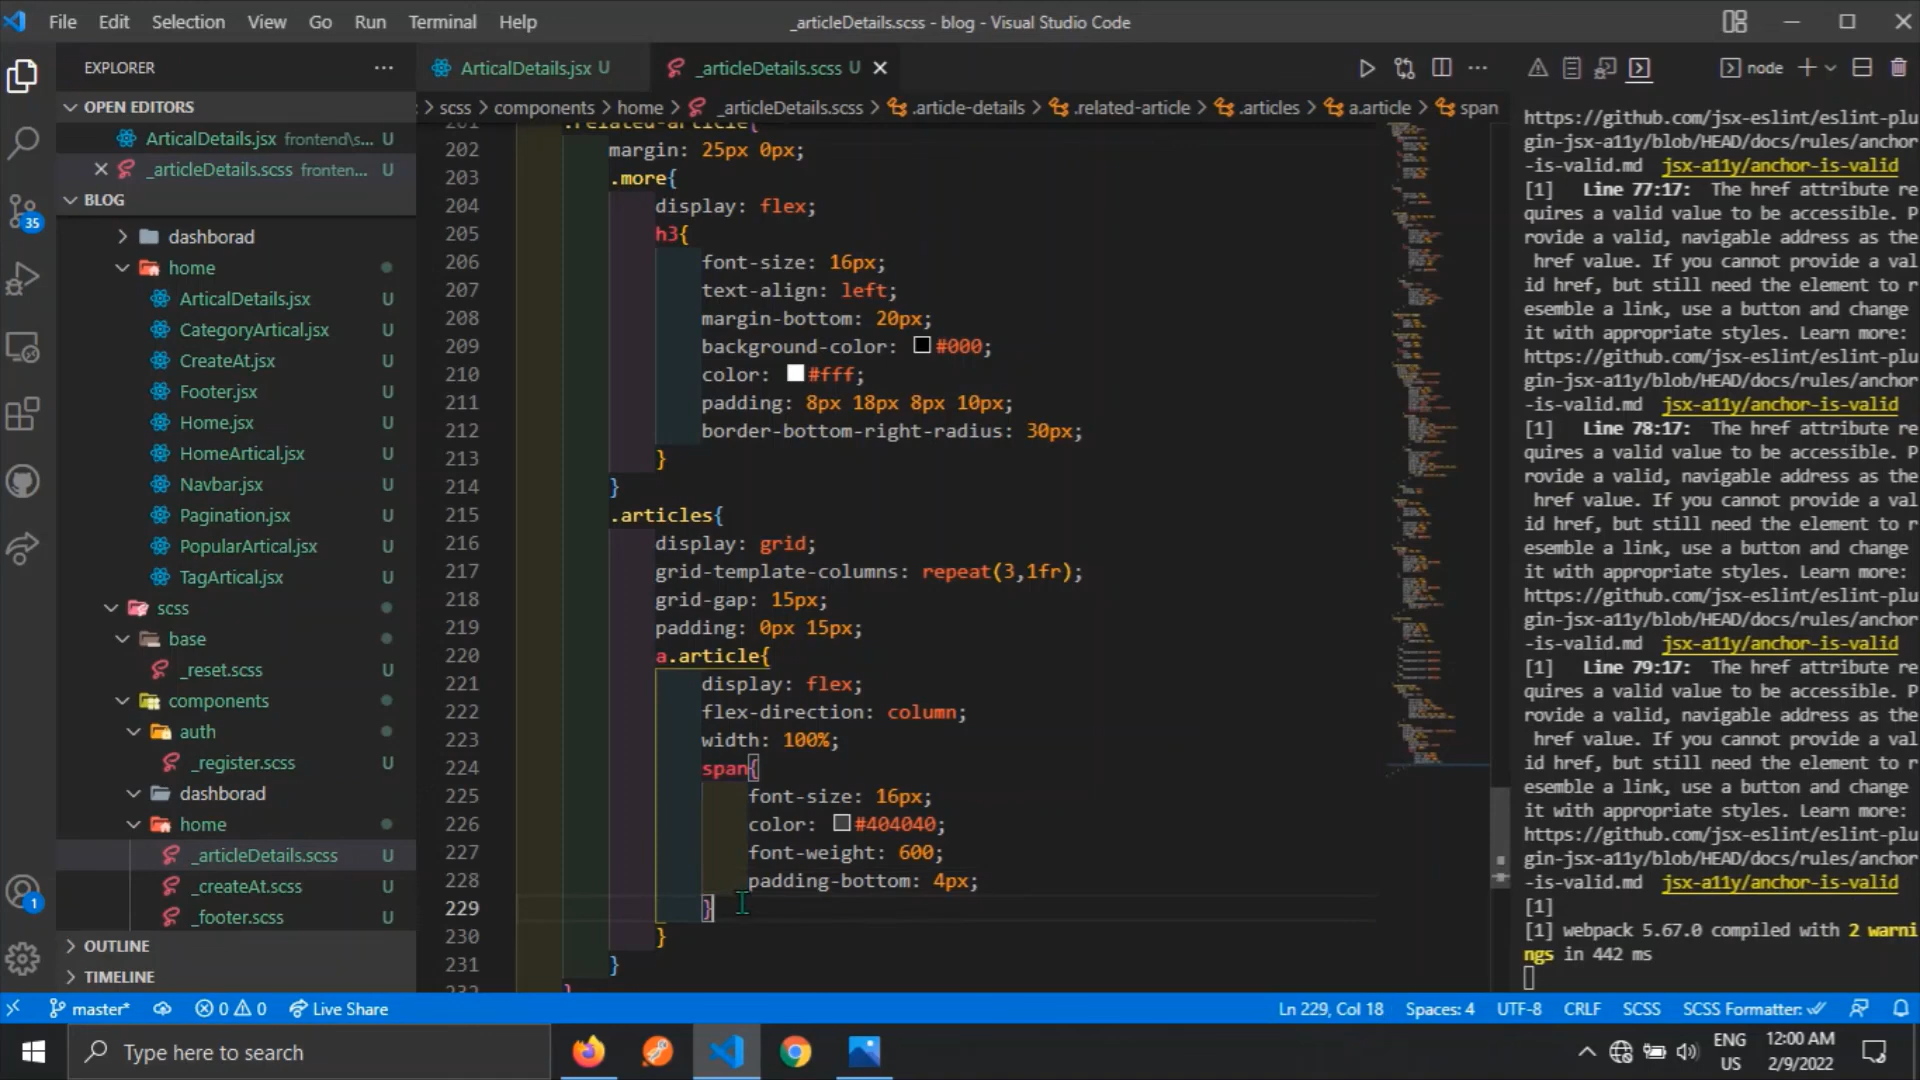 File Edit Selection View Go Run Terminal Help
_articleDetails.scss - blog - Visual Studio Code
EXPLORER
ArticalDetails.jsx U
_articleDetails.scss U
node
OPEN EDITORS
ArticalDetails.jsx frontend\s... U
_articleDetails.scss fronten... U
BLOG
dashborad
home
ArticalDetails.jsx U
CategoryArtical.jsx U
CreateAt.jsx U
Footer.jsx U
Home.jsx U
HomeArtical.jsx U
Navbar.jsx U
Pagination.jsx U
PopularArtical.jsx U
TagArtical.jsx U
scss
base
_reset.scss U
components
auth
_register.scss U
dashborad
home
_articleDetails.scss U
_createAt.scss U
_footer.scss U
OUTLINE
TIMELINE
35
1
> scss > components > home > _articleDetails.scss > .article-details > .related-article > .articles > a.article > span
201 .related-article{
202 margin: 25px 0px;
203 .more{
204 display: flex;
205 h3{
206 font-size: 16px;
207 text-align: left;
208 margin-bottom: 20px;
209 background-color: #000;
210 color: #fff;
211 padding: 8px 18px 8px 10px;
212 border-bottom-right-radius: 30px;
213 }
214 }
215 .articles{
216 display: grid;
217 grid-template-columns: repeat(3,1fr);
218 grid-gap: 15px;
219 padding: 0px 15px;
220 a.article{
221 display: flex;
222 flex-direction: column;
223 width: 100%;
224 span{
225 font-size: 16px;
226 color: #404040;
227 font-weight: 600;
228 padding-bottom: 4px;
229 }
230 }
231 }
232 }
https://github.com/jsx-eslint/eslint-plu
gin-jsx-a11y/blob/HEAD/docs/rules/anchor
-is-valid.md jsx-a11y/anchor-is-valid
[1] Line 77:17: The href attribute re
quires a valid value to be accessible. P
rovide a valid, navigable address as the
href value. If you cannot provide a val
id href, but still need the element to r
esemble a link, use a button and change
it with appropriate styles. Learn more:
https://github.com/jsx-eslint/eslint-plu
gin-jsx-a11y/blob/HEAD/docs/rules/anchor
-is-valid.md jsx-a11y/anchor-is-valid
[1] Line 78:17: The href attribute re
quires a valid value to be accessible. P
rovide a valid, navigable address as the
href value. If you cannot provide a val
id href, but still need the element to r
esemble a link, use a button and change
it with appropriate styles. Learn more:
https://github.com/jsx-eslint/eslint-plu
gin-jsx-a11y/blob/HEAD/docs/rules/anchor
-is-valid.md jsx-a11y/anchor-is-valid
[1] Line 79:17: The href attribute re
quires a valid value to be accessible. P
rovide a valid, navigable address as the
href value. If you cannot provide a val
id href, but still need the element to r
esemble a link, use a button and change
it with appropriate styles. Learn more:
https://github.com/jsx-eslint/eslint-plu
gin-jsx-a11y/blob/HEAD/docs/rules/anchor
-is-valid.md jsx-a11y/anchor-is-valid
[1]
[1] webpack 5.67.0 compiled with 2 warni
ngs in 442 ms
master* 0 0 Live Share
Ln 229, Col 18 Spaces: 4 UTF-8 CRLF SCSS SCSS Formatter:
Type here to search
ENG
US
12:00 AM
2/9/2022